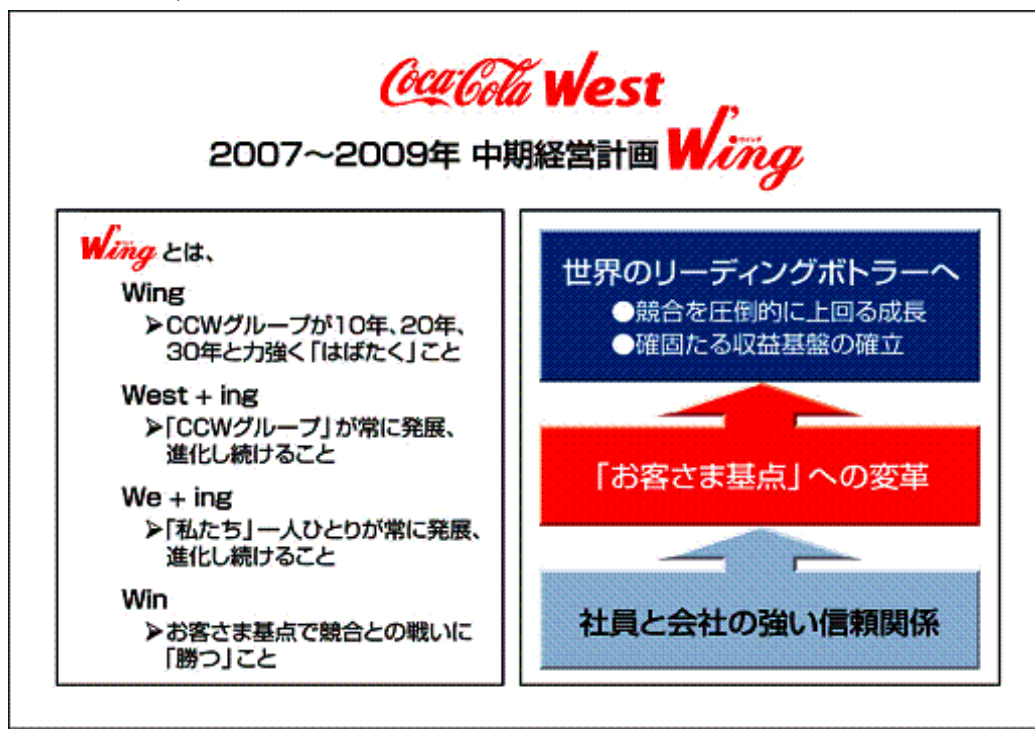 Coca-Cola West
2007～2009年 中期経営計画 Wing
Wing とは、
Wing
➤CCWグループが10年、20年、
30年と力強く「はばたく」こと
West + ing
➤「CCWグループ」が常に発展、
進化し続けること
We + ing
➤「私たち」一人ひとりが常に発展、
進化し続けること
Win
➤お客さま基点で競合との戦いに
「勝つ」こと
世界のリーディングボトラーへ
●競合を圧倒的に上回る成長
●確固たる収益基盤の確立
「お客さま基点」への変革
社員と会社の強い信頼関係